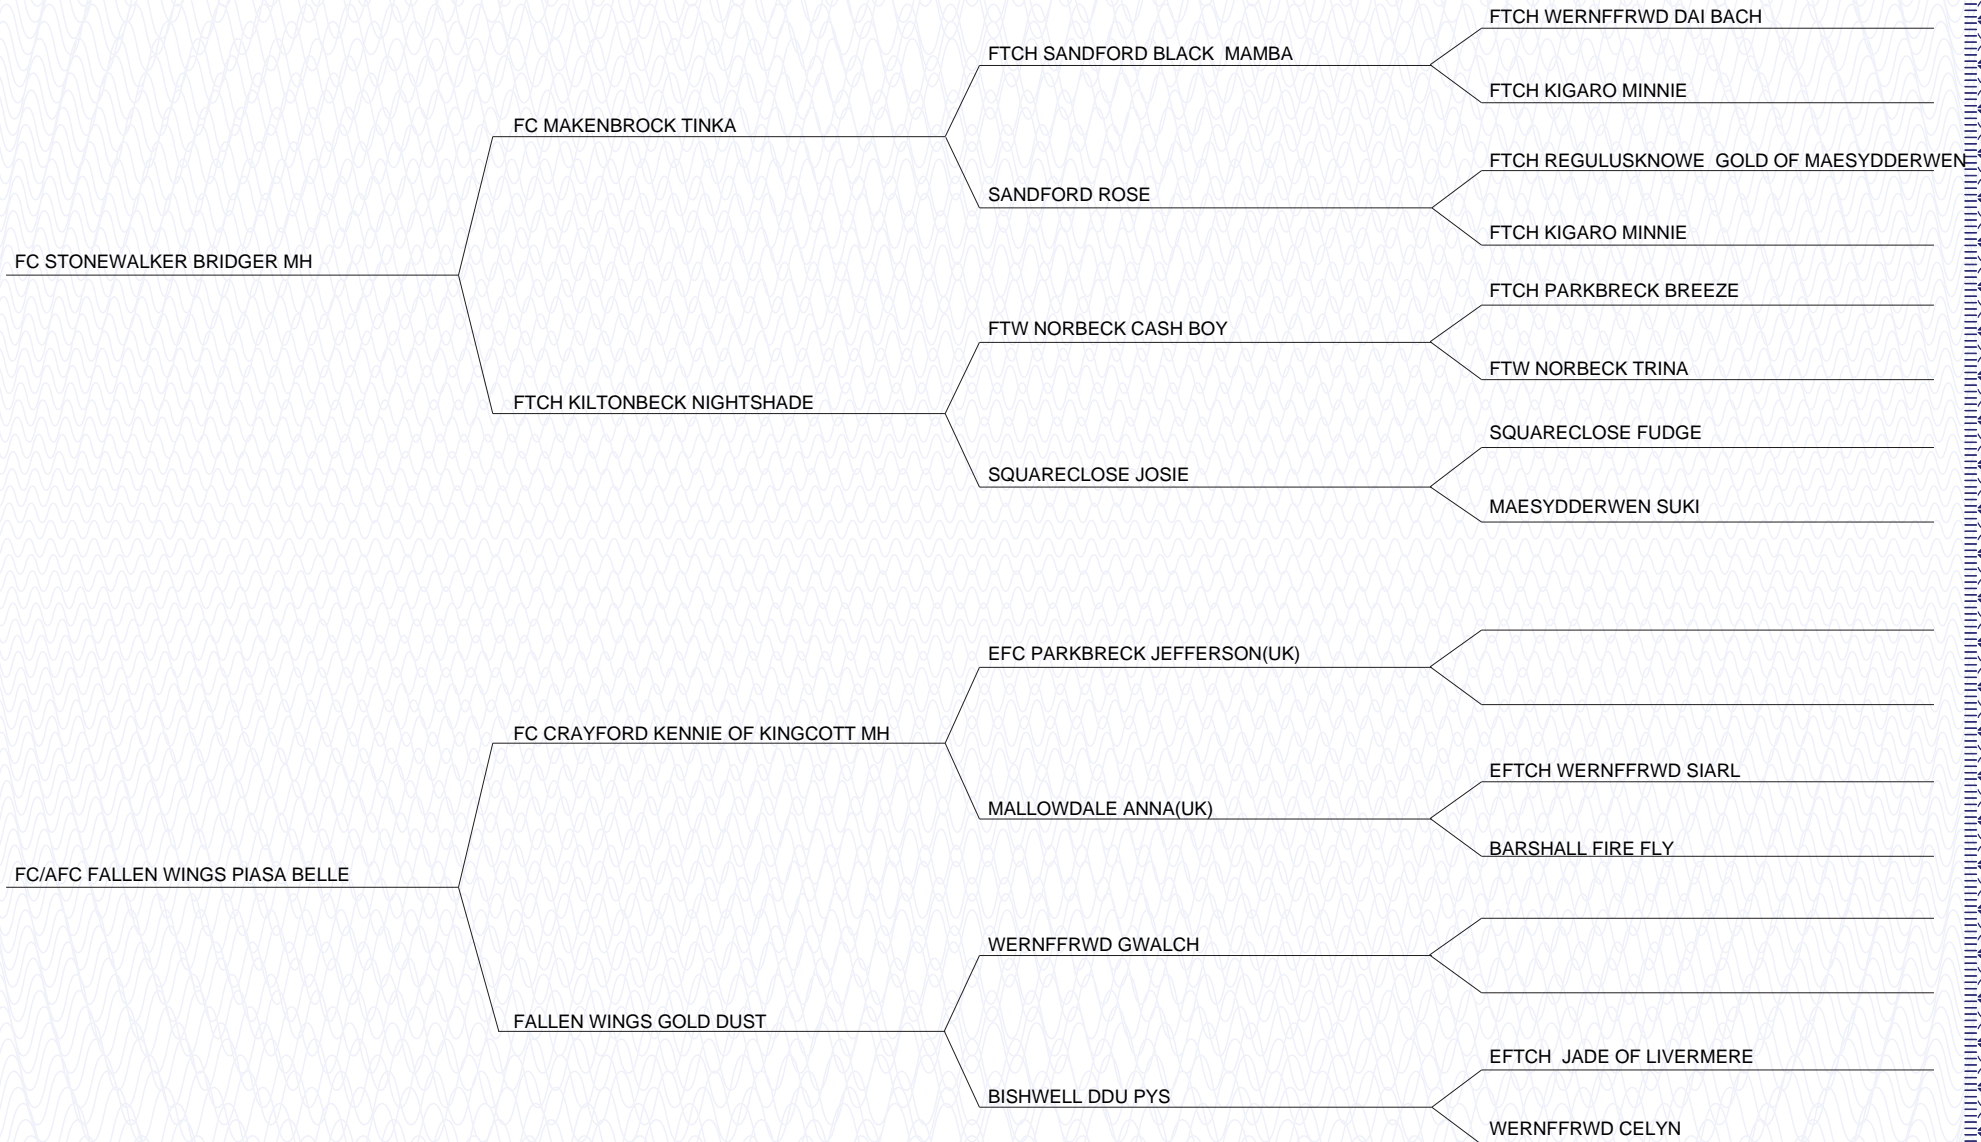 FTCH WERNFFRWD DAI BACH
FTCH SANDFORD BLACK  MAMBA
FTCH KIGARO MINNIE
FC MAKENBROCK TINKA
FTCH REGULUSKNOWE  GOLD OF MAESYDDERWEN
SANDFORD ROSE
FTCH KIGARO MINNIE
FC STONEWALKER BRIDGER MH
FTCH PARKBRECK BREEZE
FTW NORBECK CASH BOY
FTW NORBECK TRINA
FTCH KILTONBECK NIGHTSHADE
SQUARECLOSE FUDGE
SQUARECLOSE JOSIE
MAESYDDERWEN SUKI
EFC PARKBRECK JEFFERSON(UK)
FC CRAYFORD KENNIE OF KINGCOTT MH
EFTCH WERNFFRWD SIARL
MALLOWDALE ANNA(UK)
BARSHALL FIRE FLY
FC/AFC FALLEN WINGS PIASA BELLE
WERNFFRWD GWALCH
FALLEN WINGS GOLD DUST
EFTCH  JADE OF LIVERMERE
BISHWELL DDU PYS
WERNFFRWD CELYN